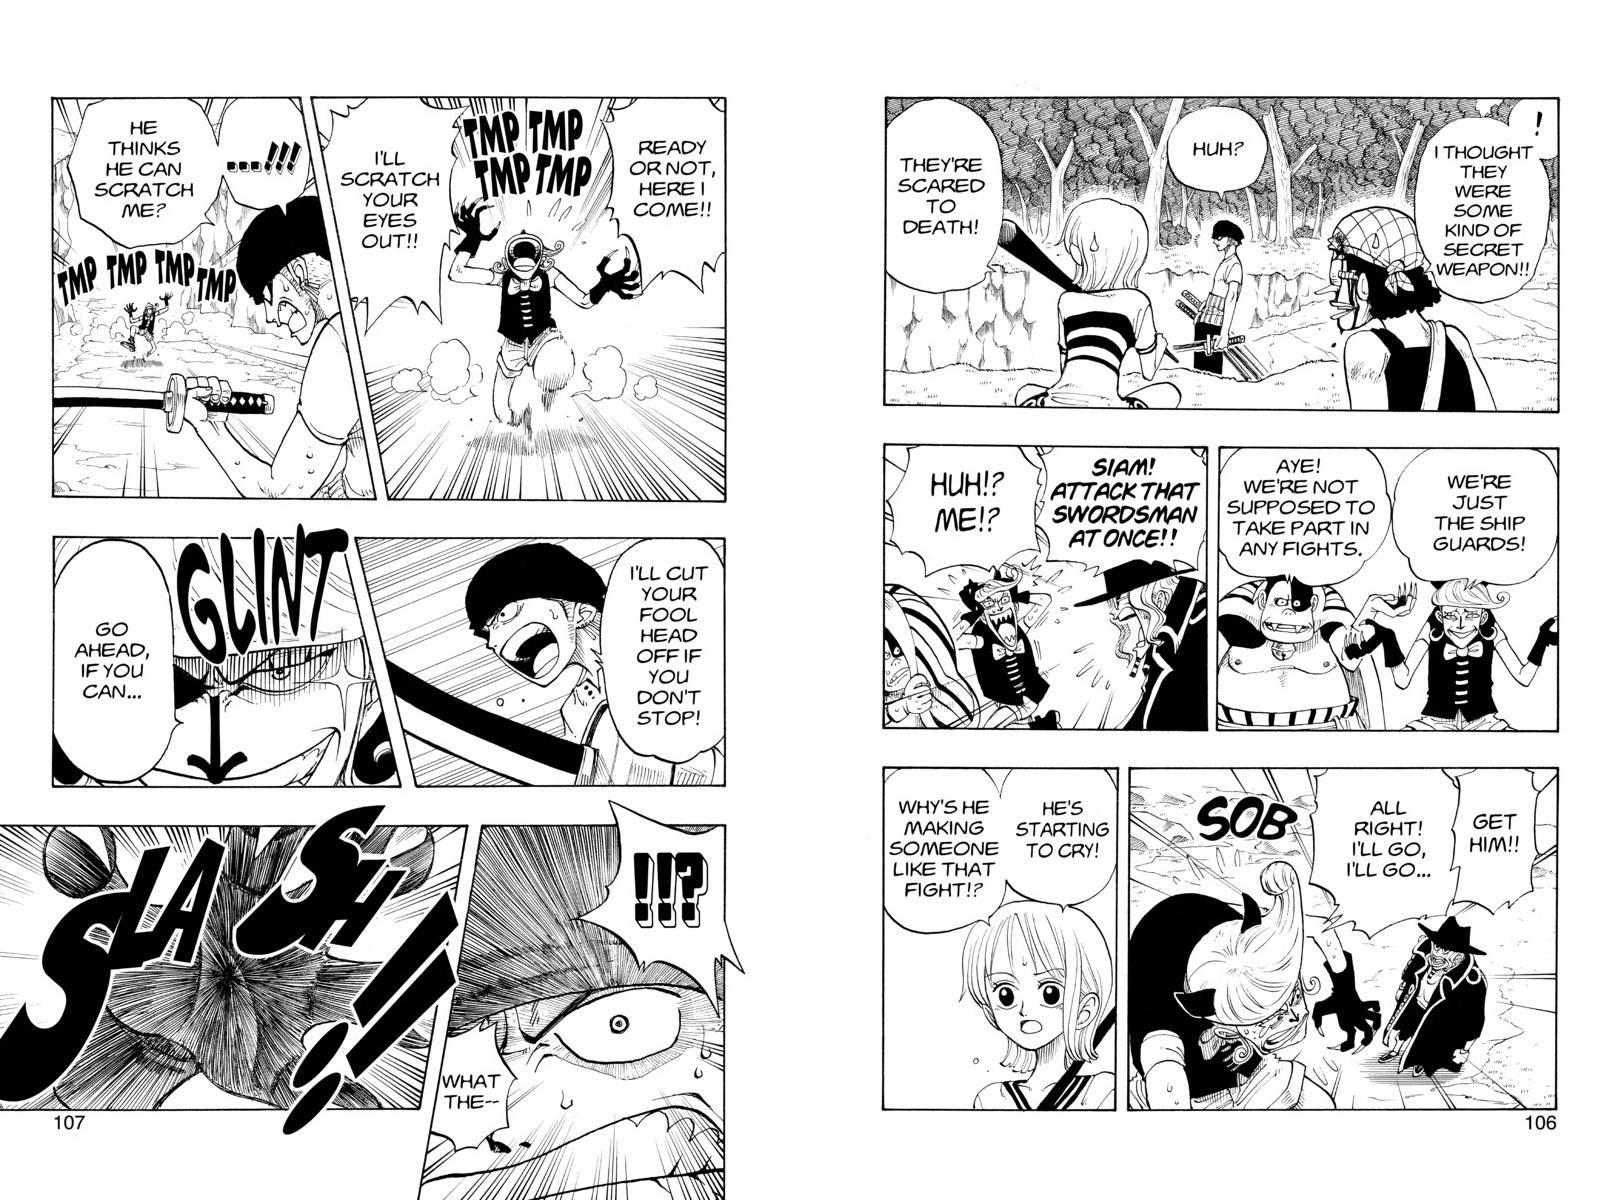 !
I THOUGHT
THEY
WERE
SOME
KIND OF
SECRET
WEAPON!!
HUH?
THEY'RE
SCARED
TO
DEATH!
WE'RE
JUST
THE SHIP
GUARDS!
AYE!
WE'RE NOT
SUPPOSED TO
TAKE PART IN
ANY FIGHTS.
SIAM!
ATTACK THAT
SWORDSMAN
AT ONCE!!
HUH!?
ME!?
GET
HIM!!
ALL
RIGHT!
I'LL GO,
I'LL GO...
SOB
HE'S
STARTING
TO CRY!
WHY'S HE
MAKING
SOMEONE
LIKE THAT
FIGHT!?
106
READY
OR NOT,
HERE I
COME!!
TMP TMP
TMP TMP
I'LL
SCRATCH
YOUR
EYES
OUT!!
....!!!
HE
THINKS
HE CAN
SCRATCH
ME?
TMP TMP TMP TMP
I'LL CUT
YOUR
FOOL
HEAD
OFF IF
YOU
DON'T
STOP!
GLINT
GO
AHEAD,
IF YOU
CAN...
!!?
WHAT
THE--
SLASH!!
107